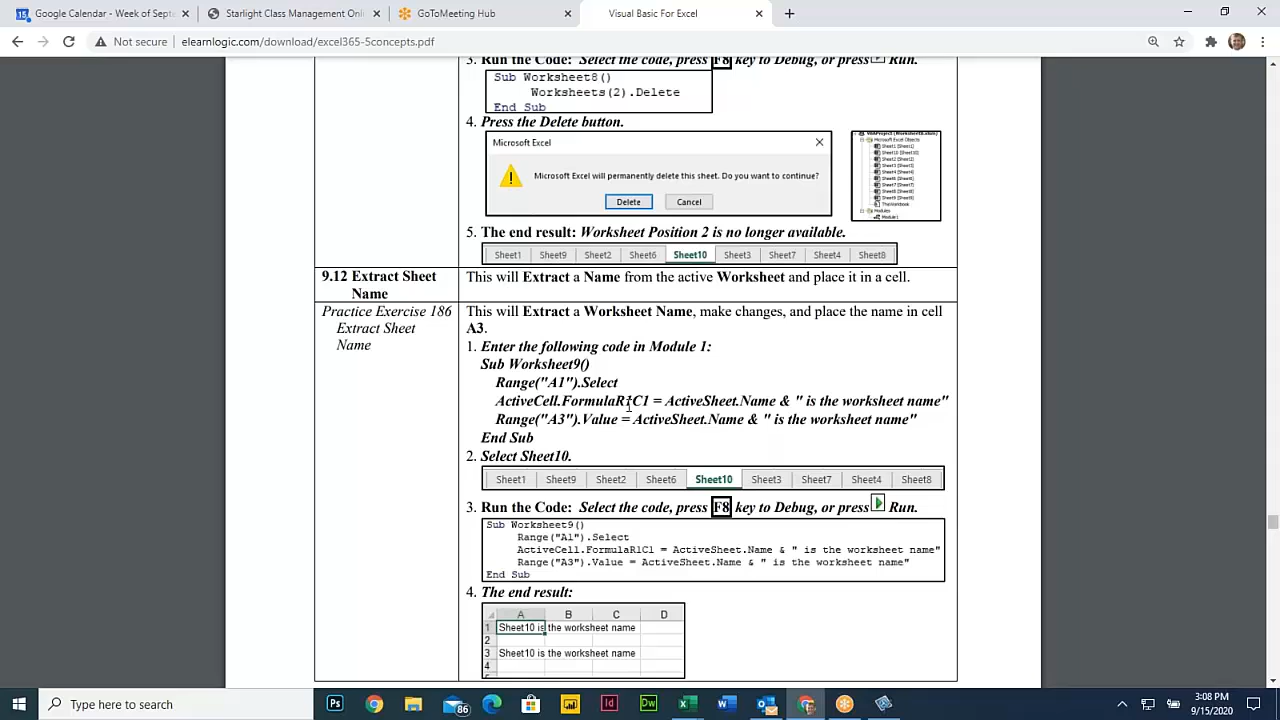 Google Calendar - Week of Septe
Starlight Class Management Onli
GoToMeeting Hub
Visual Basic For Excel
Not secure | elearnlogic.com/download/excel365-5concepts.pdf
3. Run the Code: Select the code, press F8 key to Debug, or press Run.
Sub Worksheet8()
Worksheets(2).Delete
End Sub
4. Press the Delete button.
Microsoft Excel
Microsoft Excel will permanently delete this sheet. Do you want to continue?
Delete Cancel
5. The end result: Worksheet Position 2 is no longer available.
Sheet1 Sheet9 Sheet2 Sheet6 Sheet10 Sheet3 Sheet7 Sheet4 Sheet8
9.12 Extract Sheet
Name
This will Extract a Name from the active Worksheet and place it in a cell.
Practice Exercise 186
Extract Sheet
Name
This will Extract a Worksheet Name, make changes, and place the name in cell
A3.
1. Enter the following code in Module 1:
Sub Worksheet9()
Range("A1").Select
ActiveCell.FormulaR1C1 = ActiveSheet.Name & " is the worksheet name"
Range("A3").Value = ActiveSheet.Name & " is the worksheet name"
End Sub
2. Select Sheet10.
Sheet1 Sheet9 Sheet2 Sheet6 Sheet10 Sheet3 Sheet7 Sheet4 Sheet8
3. Run the Code: Select the code, press F8 key to Debug, or press Run.
Sub Worksheet9()
Range("A1").Select
ActiveCell.FormulaR1C1 = ActiveSheet.Name & " is the worksheet name"
Range("A3").Value = ActiveSheet.Name & " is the worksheet name"
End Sub
4. The end result:
A B C D
1 Sheet10 is the worksheet name
2
3 Sheet10 is the worksheet name
4
Type here to search
86
3:08 PM
9/15/2020